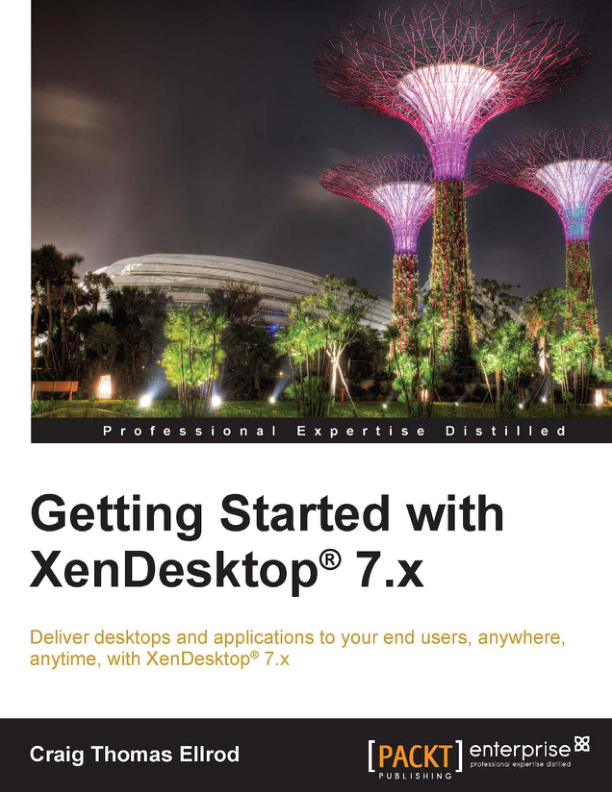 Professional Expertise Distilled
Getting Started with
XenDesktop® 7.x
Deliver desktops and applications to your end users, anywhere,
anytime, with XenDesktop® 7.x
Craig Thomas Ellrod
[PACKT]
PUBLISHING
enterprise
professional expertise distilled